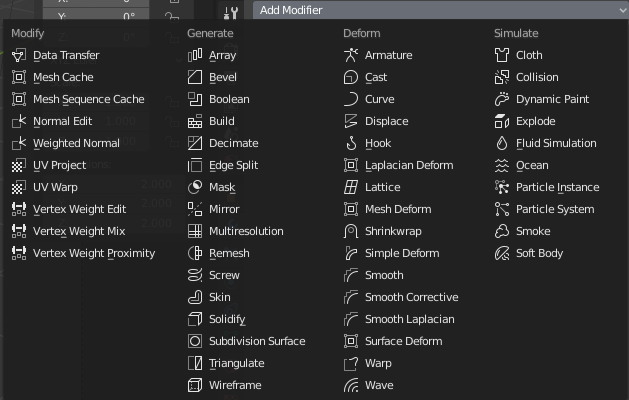 Y: 0°
Add Modifier
Modify
Data Transfer
Mesh Cache
Mesh Sequence Cache
Normal Edit
Weighted Normal
UV Project
UV Warp
Vertex Weight Edit
Vertex Weight Mix
Vertex Weight Proximity
Generate
Array
Bevel
Boolean
Build
Decimate
Edge Split
Mask
Mirror
Multiresolution
Remesh
Screw
Skin
Solidify
Subdivision Surface
Triangulate
Wireframe
Deform
Armature
Cast
Curve
Displace
Hook
Laplacian Deform
Lattice
Mesh Deform
Shrinkwrap
Simple Deform
Smooth
Smooth Corrective
Smooth Laplacian
Surface Deform
Warp
Wave
Simulate
Cloth
Collision
Dynamic Paint
Explode
Fluid Simulation
Ocean
Particle Instance
Particle System
Smoke
Soft Body